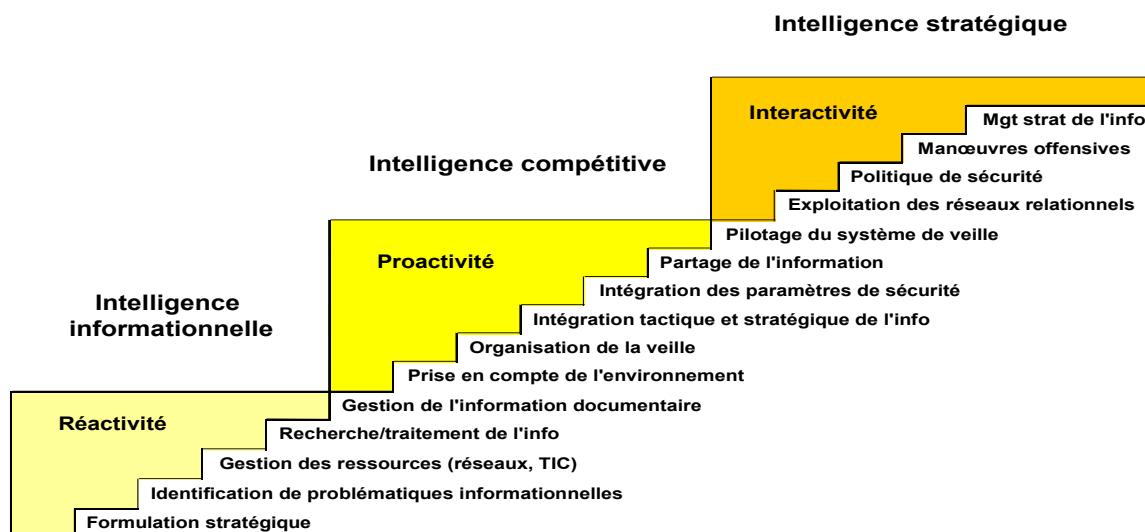 Intelligence stratégique
Interactivité
Mgt strat de l'info
Manœuvres offensives
Intelligence compétitive
Politique de sécurité
Exploitation des réseaux relationnels
Pilotage du système de veille
Proactivité
Partage de l'information
Intégration des paramètres de sécurité
Intelligence
informationnelle
Intégration tactique et stratégique de l'info
Organisation de la veille
Prise en compte de l'environnement
Gestion de l'information documentaire
Réactivité
Recherche/traitement de l'info
Gestion des ressources (réseaux, TIC)
Identification de problématiques informationnelles
Formulation stratégique